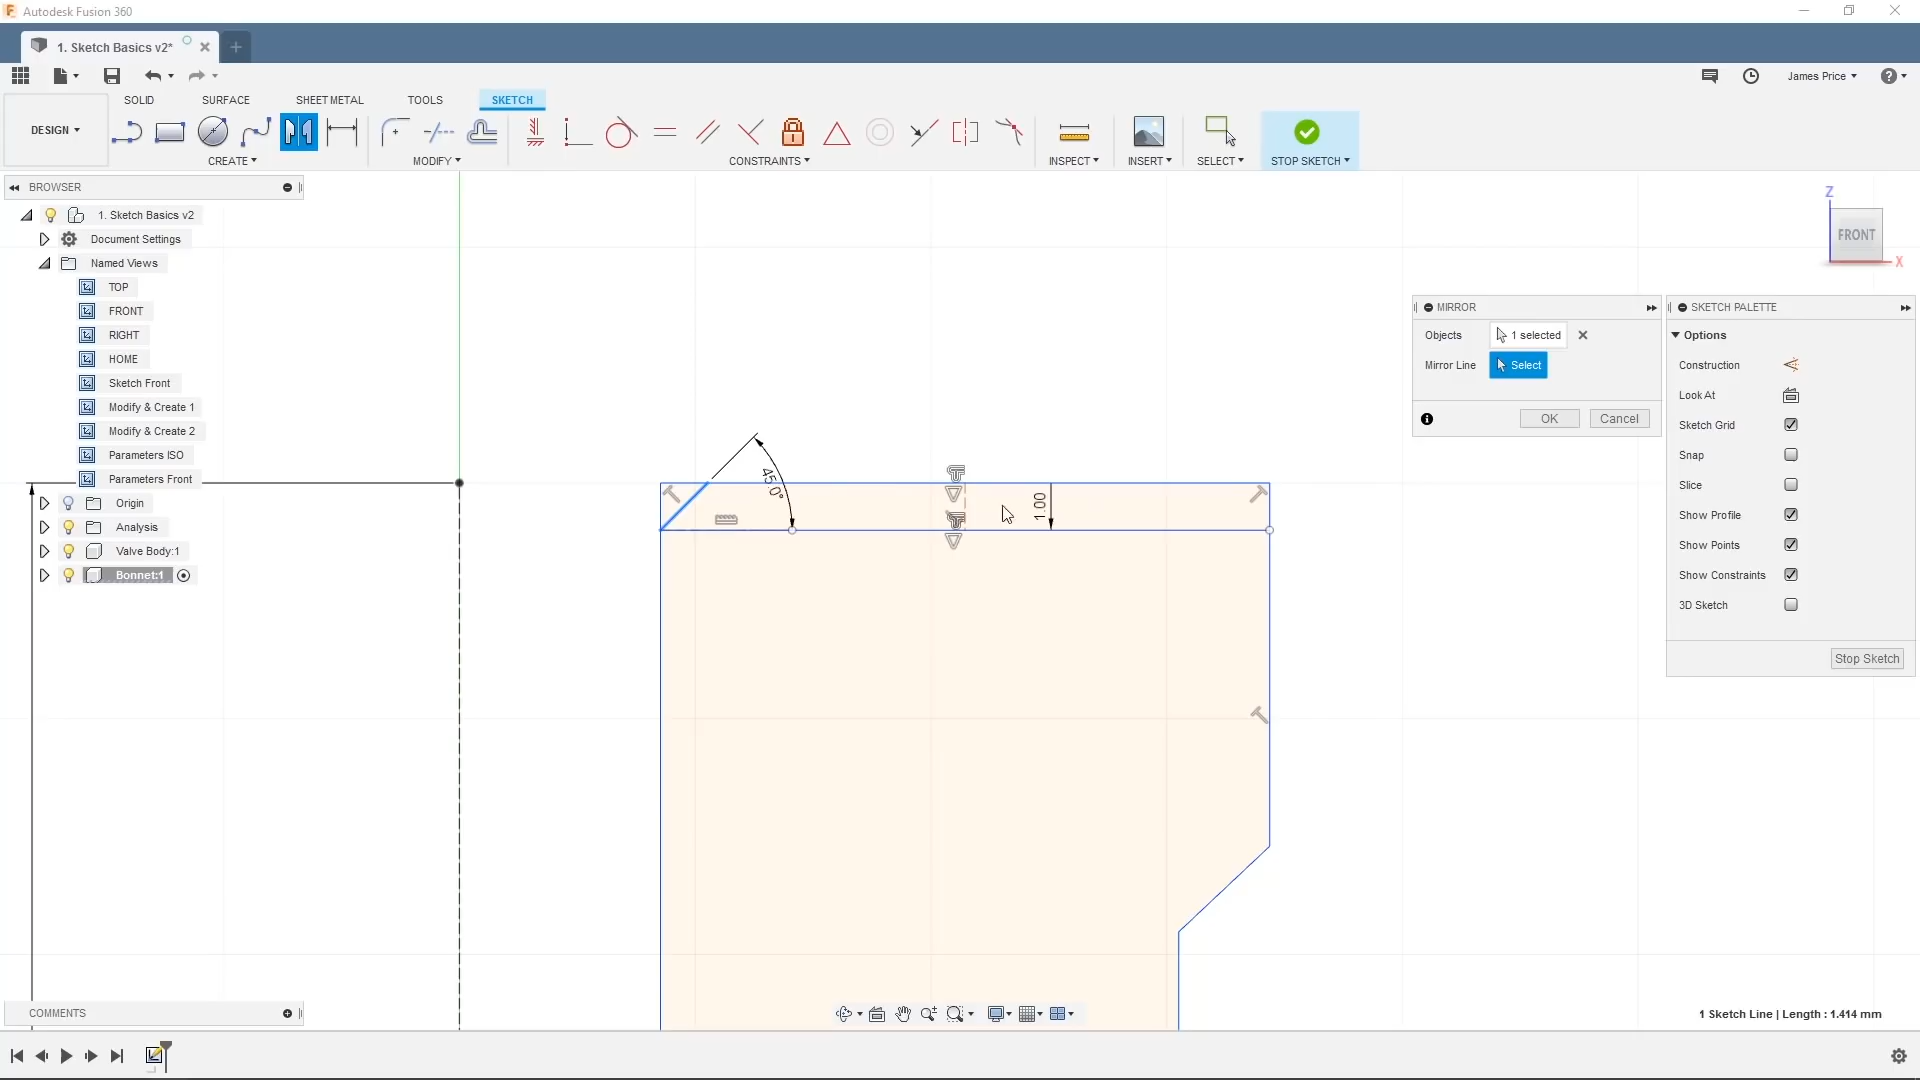 Autodesk Fusion 360
1. Sketch Basics v2*
James Price
DESIGN
SOLID
SURFACE
SHEET METAL
TOOLS
SKETCH
CREATE
MODIFY
CONSTRAINTS
INSPECT
INSERT
SELECT
STOP SKETCH
BROWSER
1. Sketch Basics v2
Document Settings
Named Views
TOP
FRONT
RIGHT
HOME
Sketch Front
Modify & Create 1
Modify & Create 2
Parameters ISO
Parameters Front
Origin
Analysis
Valve Body:1
Bonnet:1
45.0°
1.00
Z
FRONT
X
MIRROR
Objects 1 selected
Mirror Line Select
OK Cancel
SKETCH PALETTE
Options
Construction
Look At
Sketch Grid
Snap
Slice
Show Profile
Show Points
Show Constraints
3D Sketch
Stop Sketch
COMMENTS
1 Sketch Line | Length : 1.414 mm